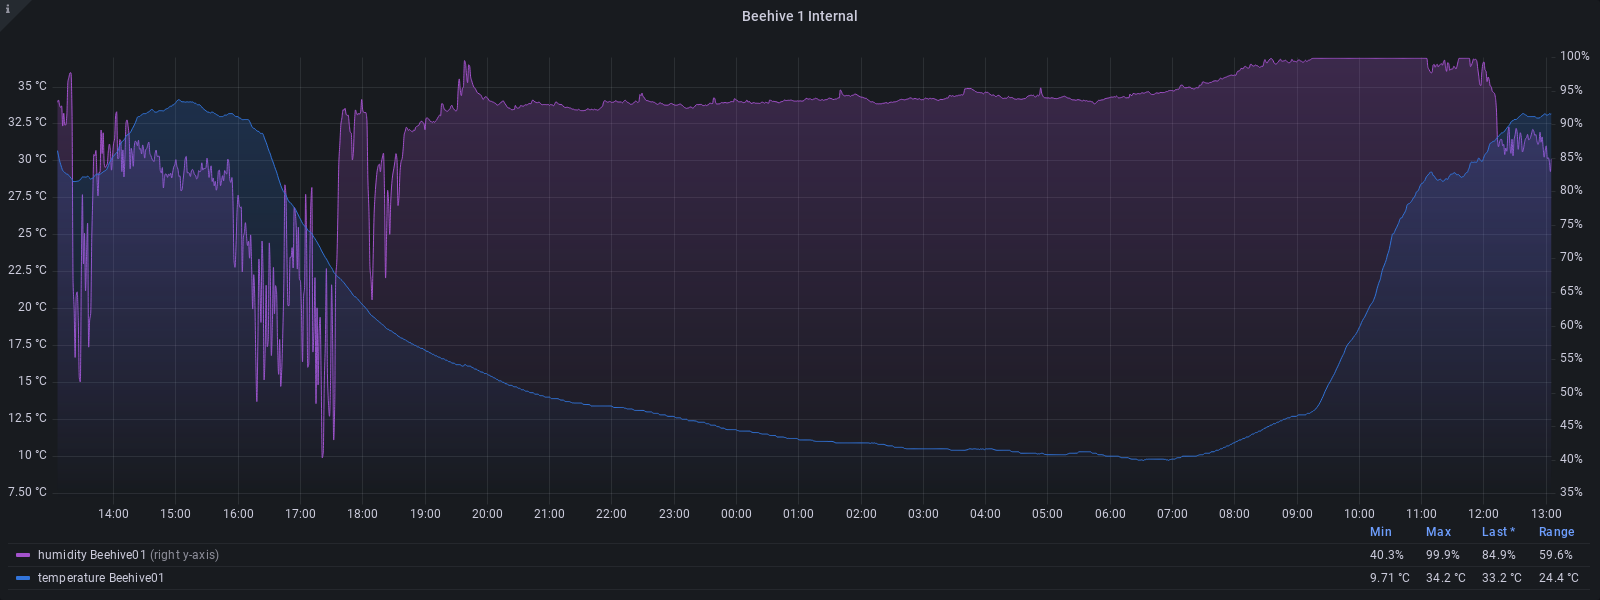 i
Beehive 1 Internal
35 °C
32.5 °C
30 °C
27.5 °C
25 °C
22.5 °C
20 °C
17.5 °C
15 °C
12.5 °C
10 °C
7.50 °C
100%
95%
90%
85%
80%
75%
70%
65%
60%
55%
50%
45%
40%
35%
14:00 15:00 16:00 17:00 18:00 19:00 20:00 21:00 22:00 23:00 00:00 01:00 02:00 03:00 04:00 05:00 06:00 07:00 08:00 09:00 10:00 11:00 12:00 13:00
Min Max Last * Range
humidity Beehive01 (right y-axis) 40.3% 99.9% 84.9% 59.6%
temperature Beehive01 9.71 °C 34.2 °C 33.2 °C 24.4 °C